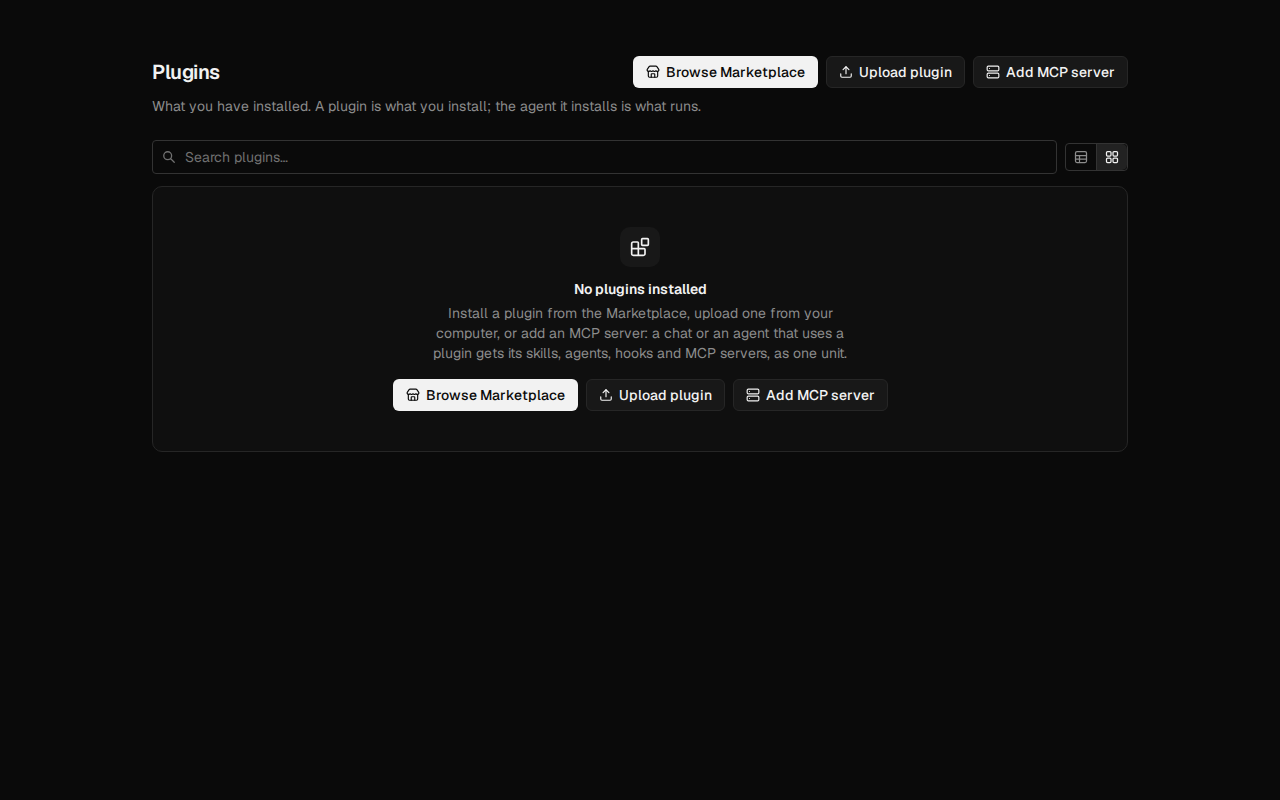 Plugins
Browse Marketplace
Upload plugin
Add MCP server
What you have installed. A plugin is what you install; the agent it installs is what runs.
Search plugins...
No plugins installed
Install a plugin from the Marketplace, upload one from your
computer, or add an MCP server: a chat or an agent that uses a
plugin gets its skills, agents, hooks and MCP servers, as one unit.
Browse Marketplace
Upload plugin
Add MCP server